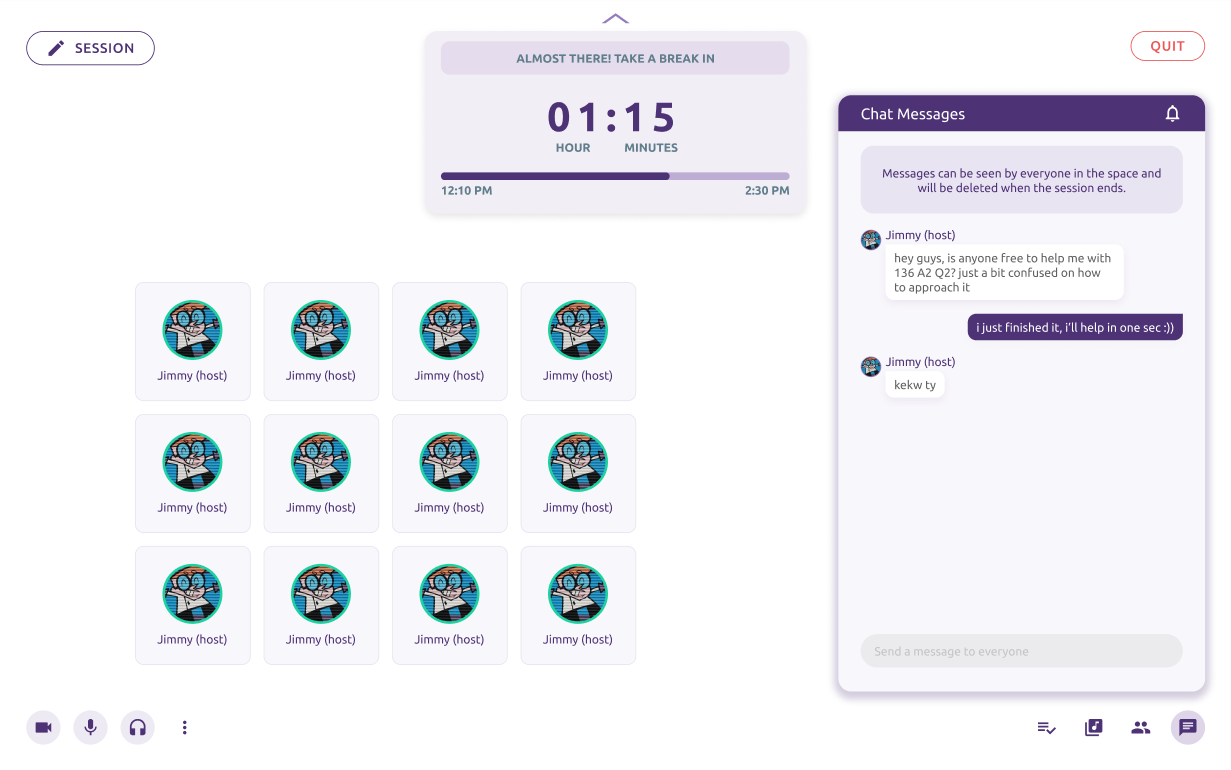 SESSION
ALMOST THERE! TAKE A BREAK IN
01:15
HOUR MINUTES
12:10 PM 2:30 PM
QUIT
Jimmy (host) Jimmy (host) Jimmy (host) Jimmy (host)
Jimmy (host) Jimmy (host) Jimmy (host) Jimmy (host)
Jimmy (host) Jimmy (host) Jimmy (host) Jimmy (host)
Chat Messages
Messages can be seen by everyone in the space and
will be deleted when the session ends.
Jimmy (host)
hey guys, is anyone free to help me with
136 A2 Q2? just a bit confused on how
to approach it
i just finished it, i'll help in one sec :))
Jimmy (host)
kekw ty
Send a message to everyone